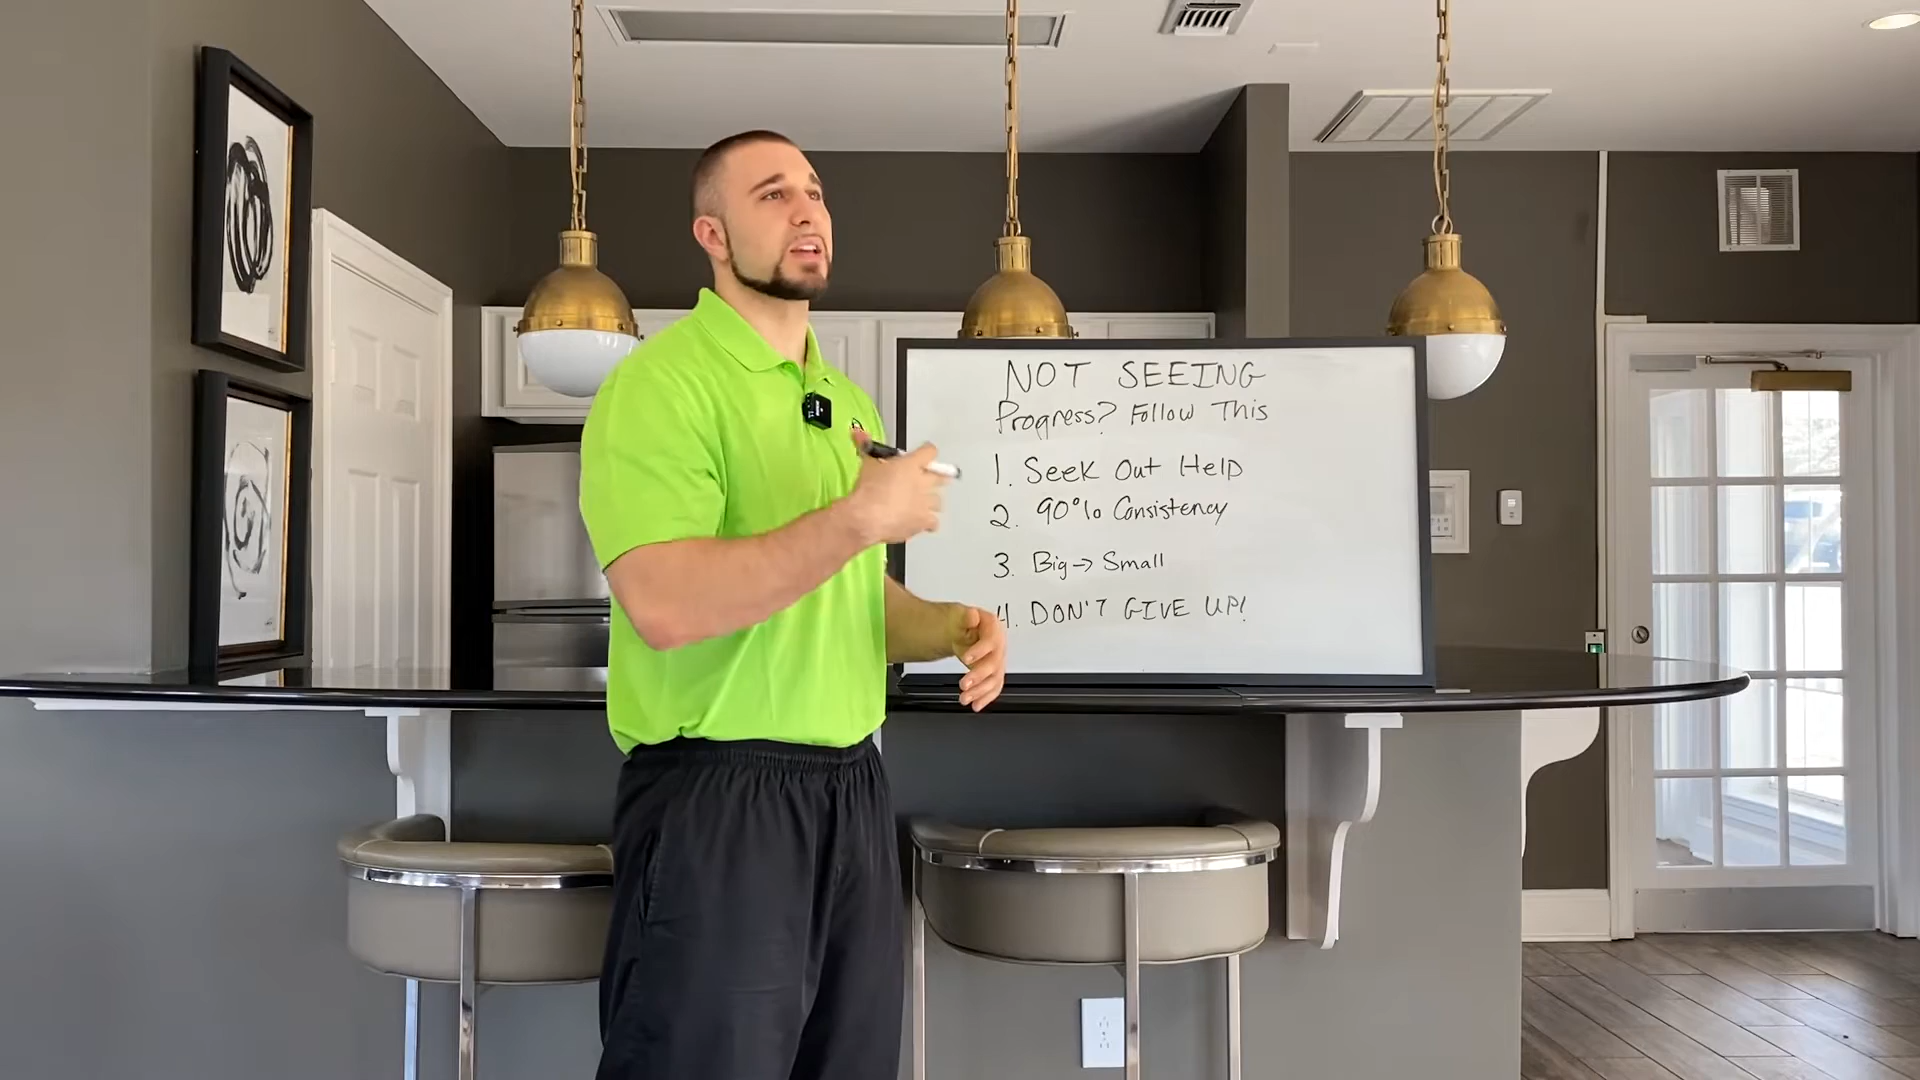 NOT SEEING
Progress? Follow This
1. Seek Out Help
2. 90% Consistency
3. Big → Small
4. DON'T GIVE UP!